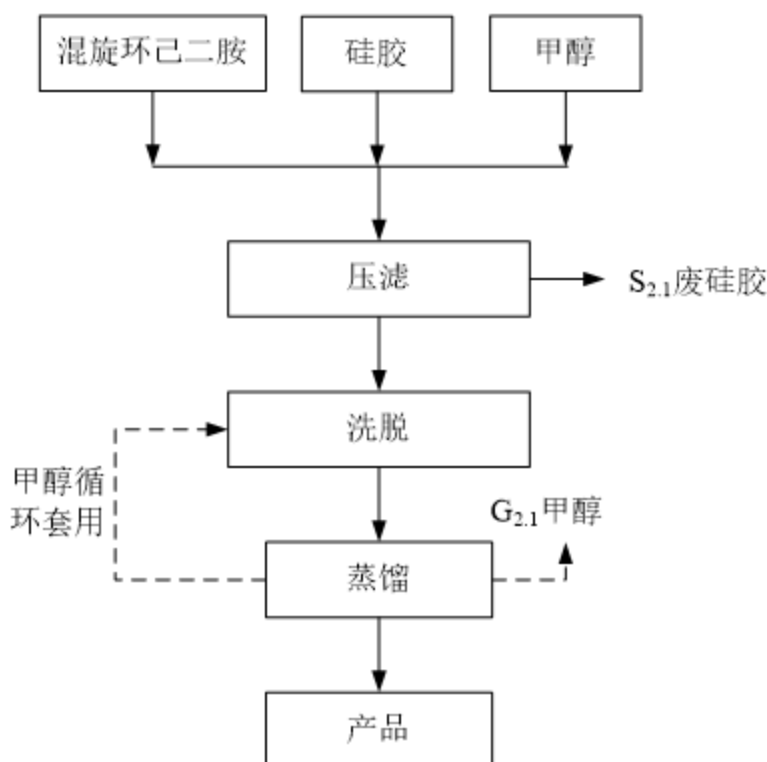 混旋环己二胺
硅胶
甲醇
压滤
S2.1废硅胶
洗脱
甲醇循
环套用
G2.1甲醇
蒸馏
产品